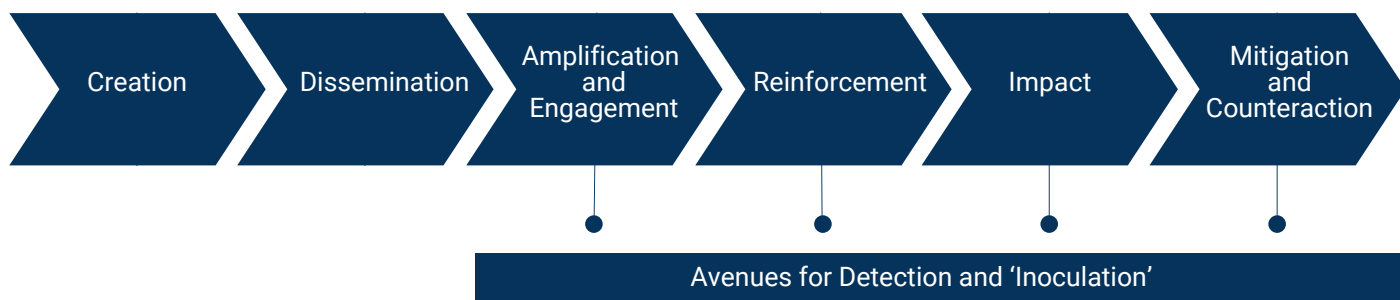 Creation
Dissemination
Amplification
and
Engagement
Reinforcement
Impact
Mitigation
and
Counteraction
Avenues for Detection and ‘Inoculation’